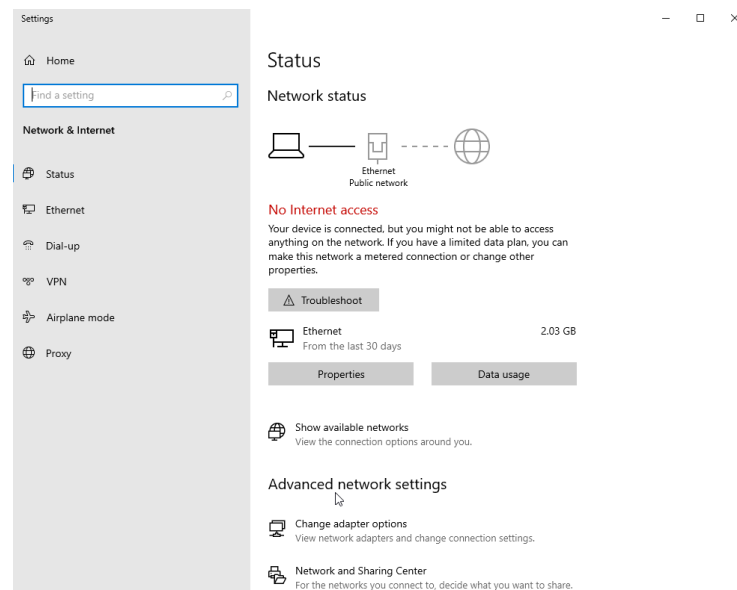 Settings
Home
Find a setting
Network & Internet
Status
Ethernet
Dial-up
VPN
Airplane mode
Proxy
Status
Network status
Ethernet
Public network
No Internet access
Your device is connected, but you might not be able to access
anything on the network. If you have a limited data plan, you can
make this network a metered connection or change other
properties.
Troubleshoot
Ethernet
2.03 GB
From the last 30 days
Properties
Data usage
Show available networks
View the connection options around you.
Advanced network settings
Change adapter options
View network adapters and change connection settings.
Network and Sharing Center
For the networks you connect to, decide what you want to share.